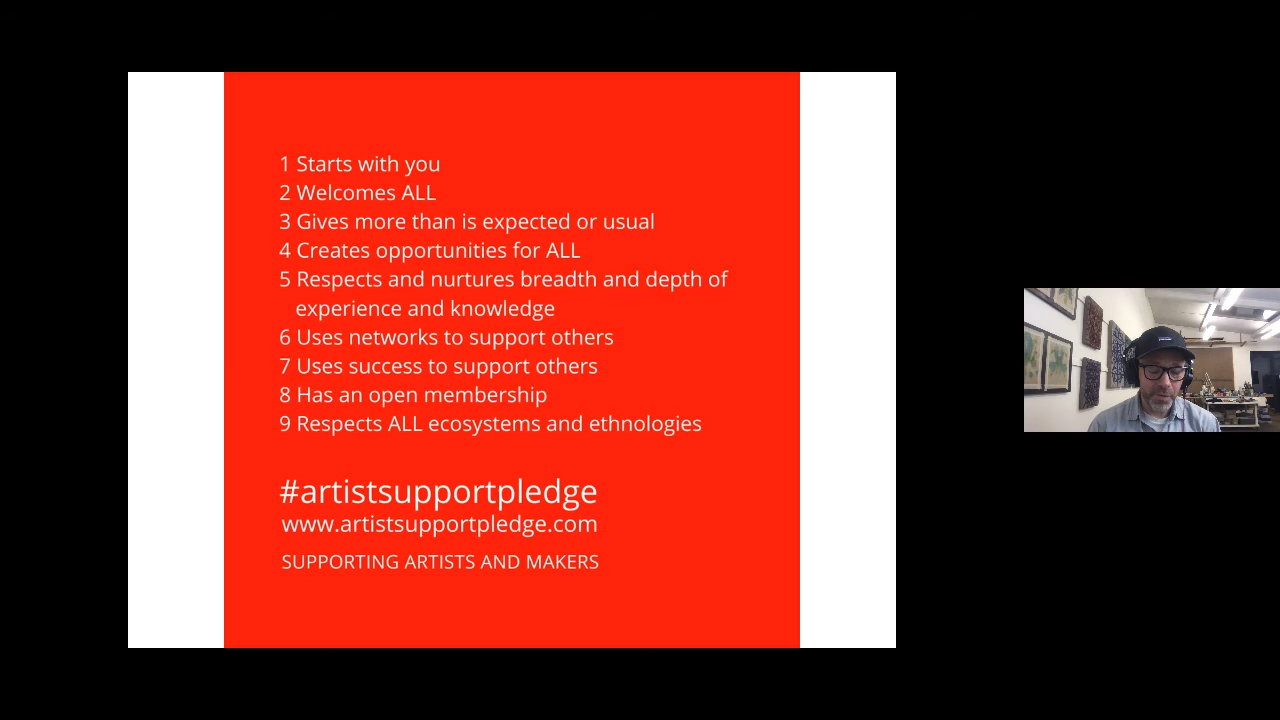 1 Starts with you
2 Welcomes ALL
3 Gives more than is expected or usual
4 Creates opportunities for ALL
5 Respects and nurtures breadth and depth of
experience and knowledge
6 Uses networks to support others
7 Uses success to support others
8 Has an open membership
9 Respects ALL ecosystems and ethnologies
#artistsupportpledge
www.artistsupportpledge.com
SUPPORTING ARTISTS AND MAKERS